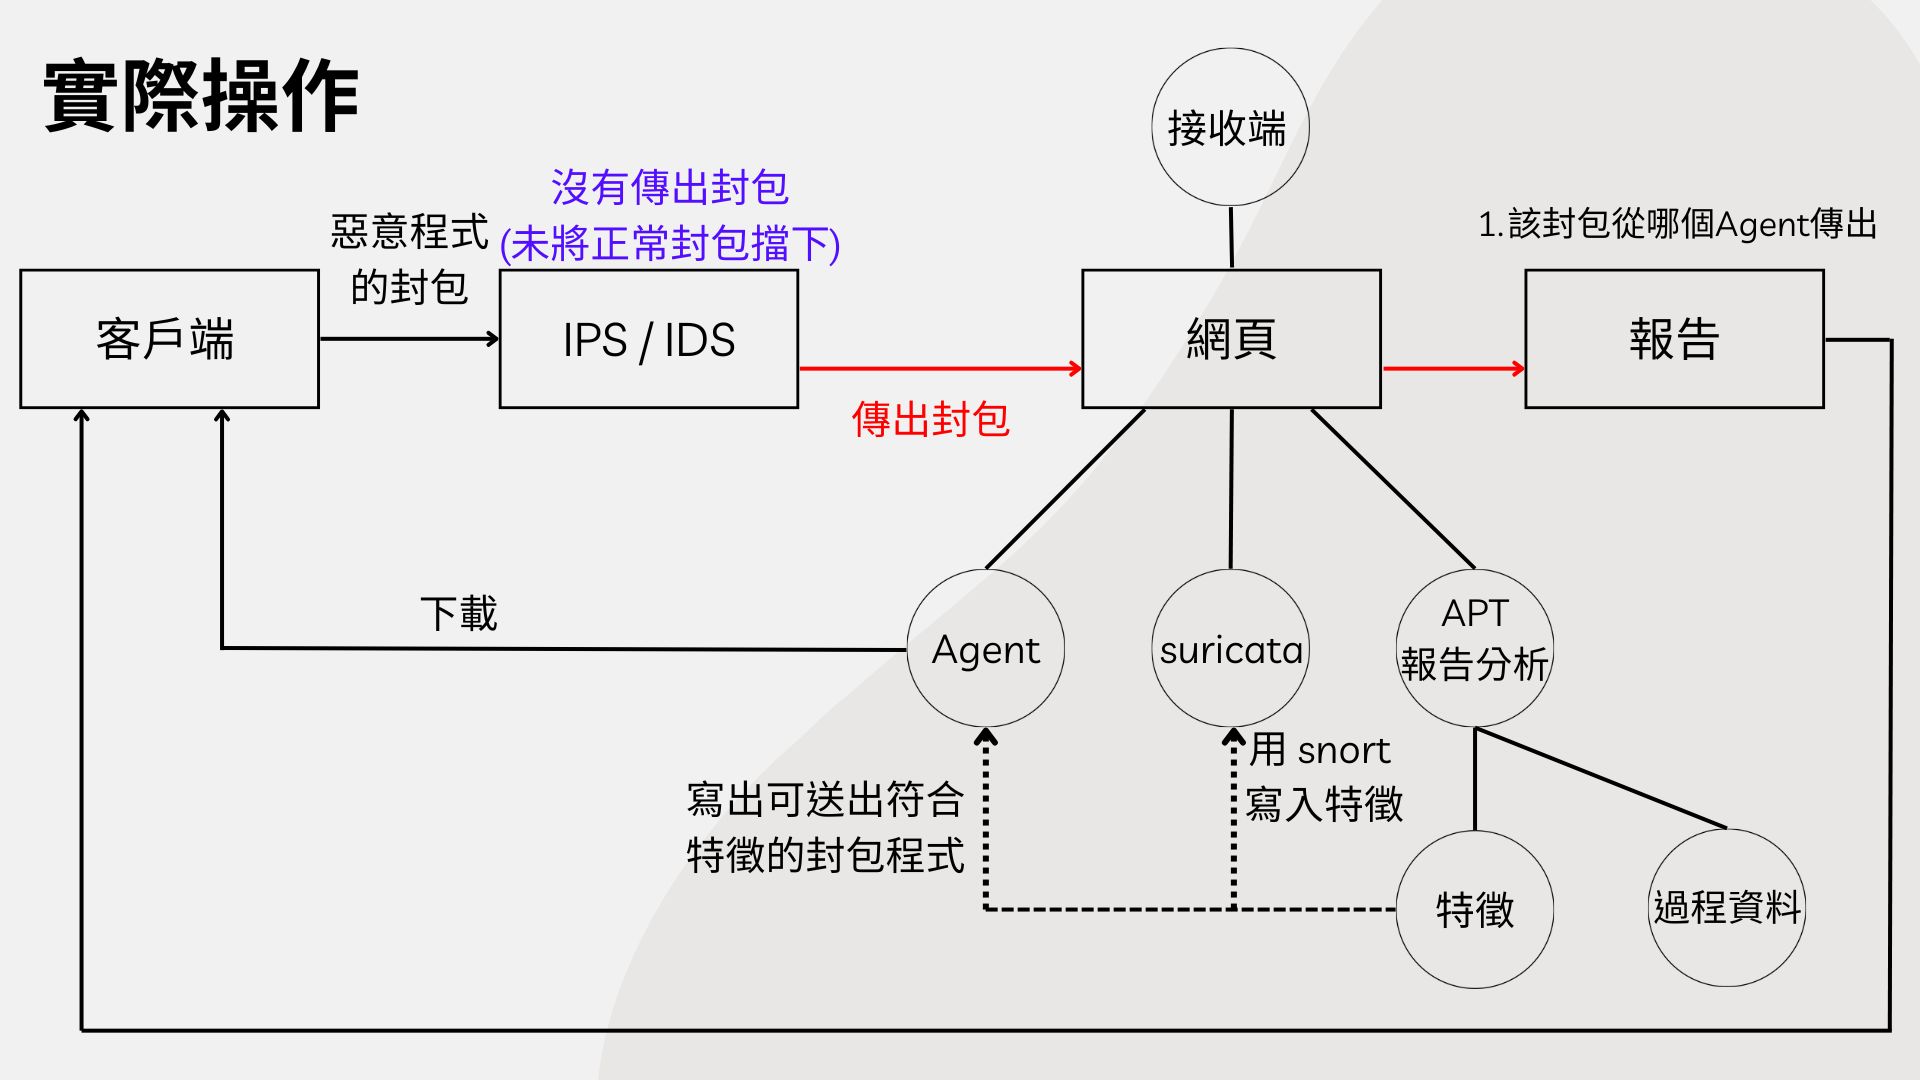 實際操作
接收端
沒有傳出封包
(未將正常封包擋下)
惡意程式
的封包
1.該封包從哪個Agent傳出
客戶端
IPS / IDS
網頁
報告
傳出封包
下載
Agent
suricata
APT
報告分析
用 snort
寫入特徵
寫出可送出符合
特徵的封包程式
特徵
過程資料